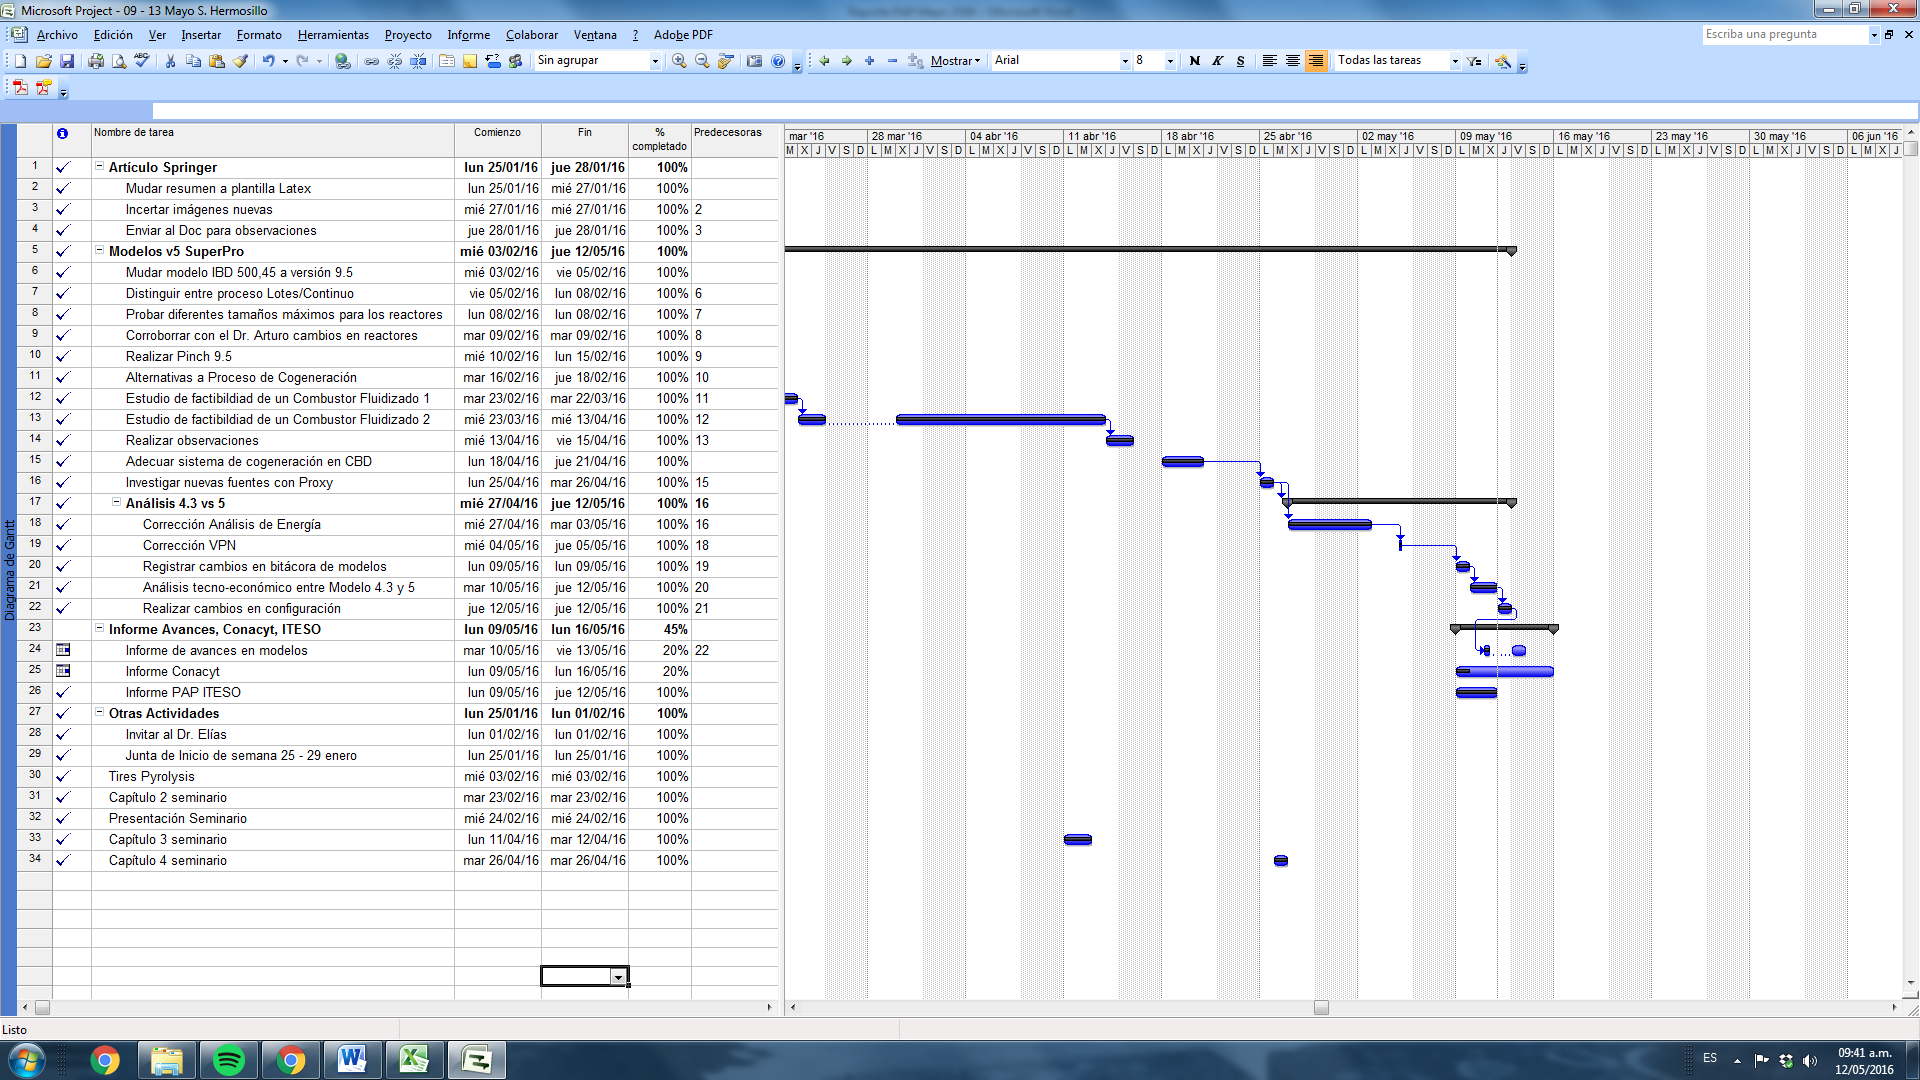 Microsoft Project - 09 - 13 Mayo S. Hermosillo
Archivo Edición Ver Insertar Formato Herramientas Proyecto Informe Colaborar Ventana ? Adobe PDF
Escriba una pregunta
Sin agrupar Mostrar Arial 8 N K S Todas las tareas
Nombre de tarea Comienzo Fin % completado Predecesoras
mar '16 28 mar '16 04 abr '16 11 abr '16 18 abr '16 25 abr '16 02 may '16 09 may '16 16 may '16 23 may '16 30 may '16 06 jun '16
M X J V S D L M X J V S D L M X J V S D L M X J V S D L M X J V S D L M X J V S D L M X J V S D L M X J V S D L M X J V S D L M X J V S D L M X J V S D L M X J
1 Artículo Springer lun 25/01/16 jue 28/01/16 100%
2 Mudar resumen a plantilla Latex lun 25/01/16 mié 27/01/16 100%
3 Incertar imágenes nuevas mié 27/01/16 mié 27/01/16 100% 2
4 Enviar al Doc para observaciones jue 28/01/16 jue 28/01/16 100% 3
5 Modelos v5 SuperPro mié 03/02/16 jue 12/05/16 100%
6 Mudar modelo IBD 500,45 a versión 9.5 mié 03/02/16 vie 05/02/16 100%
7 Distinguir entre proceso Lotes/Continuo vie 05/02/16 lun 08/02/16 100% 6
8 Probar diferentes tamaños máximos para los reactores lun 08/02/16 lun 08/02/16 100% 7
9 Corroborrar con el Dr. Arturo cambios en reactores mar 09/02/16 mar 09/02/16 100% 8
10 Realizar Pinch 9.5 mié 10/02/16 lun 15/02/16 100% 9
11 Alternativas a Proceso de Cogeneración mar 16/02/16 jue 18/02/16 100% 10
12 Estudio de factibildiad de un Combustor Fluidizado 1 mar 23/02/16 mar 22/03/16 100% 11
13 Estudio de factibildiad de un Combustor Fluidizado 2 mié 23/03/16 mié 13/04/16 100% 12
14 Realizar observaciones mié 13/04/16 vie 15/04/16 100% 13
15 Adecuar sistema de cogeneración en CBD lun 18/04/16 jue 21/04/16 100%
16 Investigar nuevas fuentes con Proxy lun 25/04/16 mar 26/04/16 100% 15
17 Análisis 4.3 vs 5 mié 27/04/16 jue 12/05/16 100% 16
18 Corrección Análisis de Energía mié 27/04/16 mar 03/05/16 100% 16
19 Corrección VPN mié 04/05/16 jue 05/05/16 100% 18
20 Registrar cambios en bitácora de modelos lun 09/05/16 lun 09/05/16 100% 19
21 Análisis tecno-económico entre Modelo 4.3 y 5 mar 10/05/16 jue 12/05/16 100% 20
22 Realizar cambios en configuración jue 12/05/16 jue 12/05/16 100% 21
23 Informe Avances, Conacyt, ITESO lun 09/05/16 lun 16/05/16 45%
24 Informe de avances en modelos mar 10/05/16 vie 13/05/16 20% 22
25 Informe Conacyt lun 09/05/16 lun 16/05/16 20%
26 Informe PAP ITESO lun 09/05/16 jue 12/05/16 100%
27 Otras Actividades lun 25/01/16 lun 01/02/16 100%
28 Invitar al Dr. Elías lun 01/02/16 lun 01/02/16 100%
29 Junta de Inicio de semana 25 - 29 enero lun 25/01/16 lun 25/01/16 100%
30 Tires Pyrolysis mié 03/02/16 mié 03/02/16 100%
31 Capítulo 2 seminario mar 23/02/16 mar 23/02/16 100%
32 Presentación Seminario mié 24/02/16 mié 24/02/16 100%
33 Capítulo 3 seminario lun 11/04/16 mar 12/04/16 100%
34 Capítulo 4 seminario mar 26/04/16 mar 26/04/16 100%
Diagrama de Gantt
Listo
ES 09:41 a.m.
12/05/2016